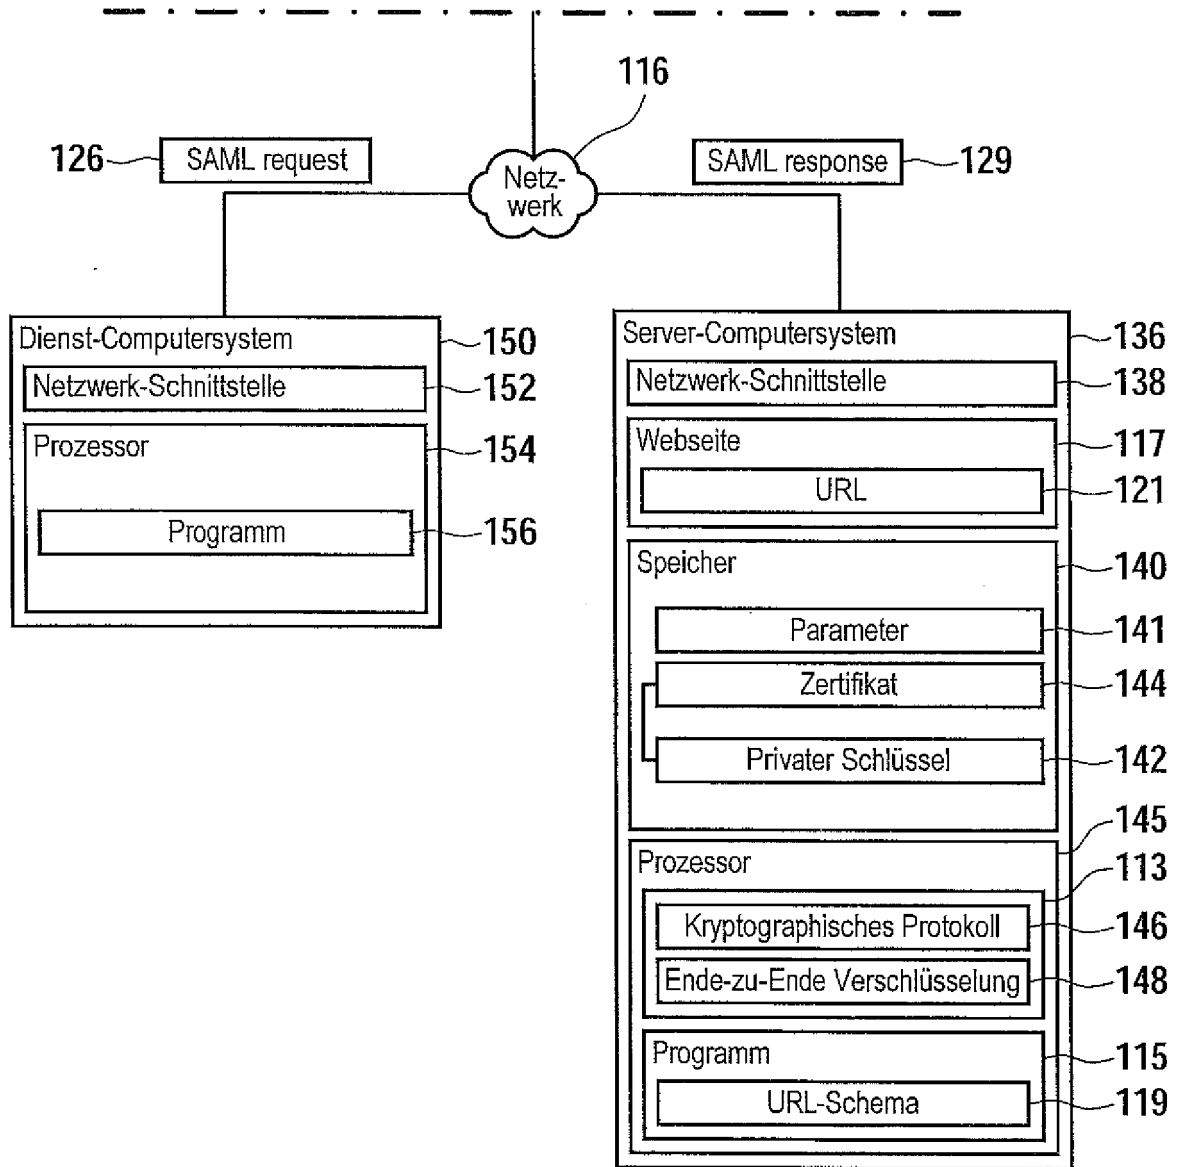 116
126
SAML request
Netz-
werk
SAML response
129
Dienst-Computersystem
150
Netzwerk-Schnittstelle
152
Prozessor
154
Programm
156
Server-Computersystem
136
Netzwerk-Schnittstelle
138
Webseite
117
URL
121
Speicher
140
Parameter
141
Zertifikat
144
Privater Schlüssel
142
145
Prozessor
113
Kryptographisches Protokoll
146
Ende-zu-Ende Verschlüsselung
148
Programm
115
URL-Schema
119